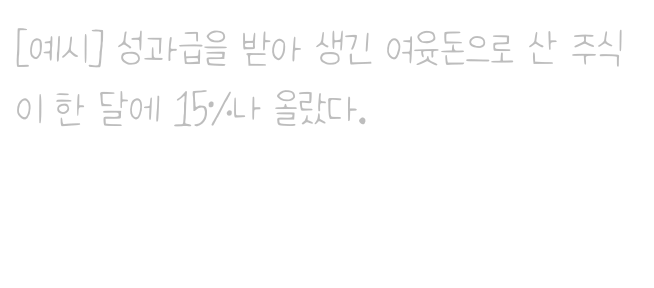 [예시] 성과급을 받아 생긴 여윳돈으로 산 주식
이 한 달에 15%나 올랐다.